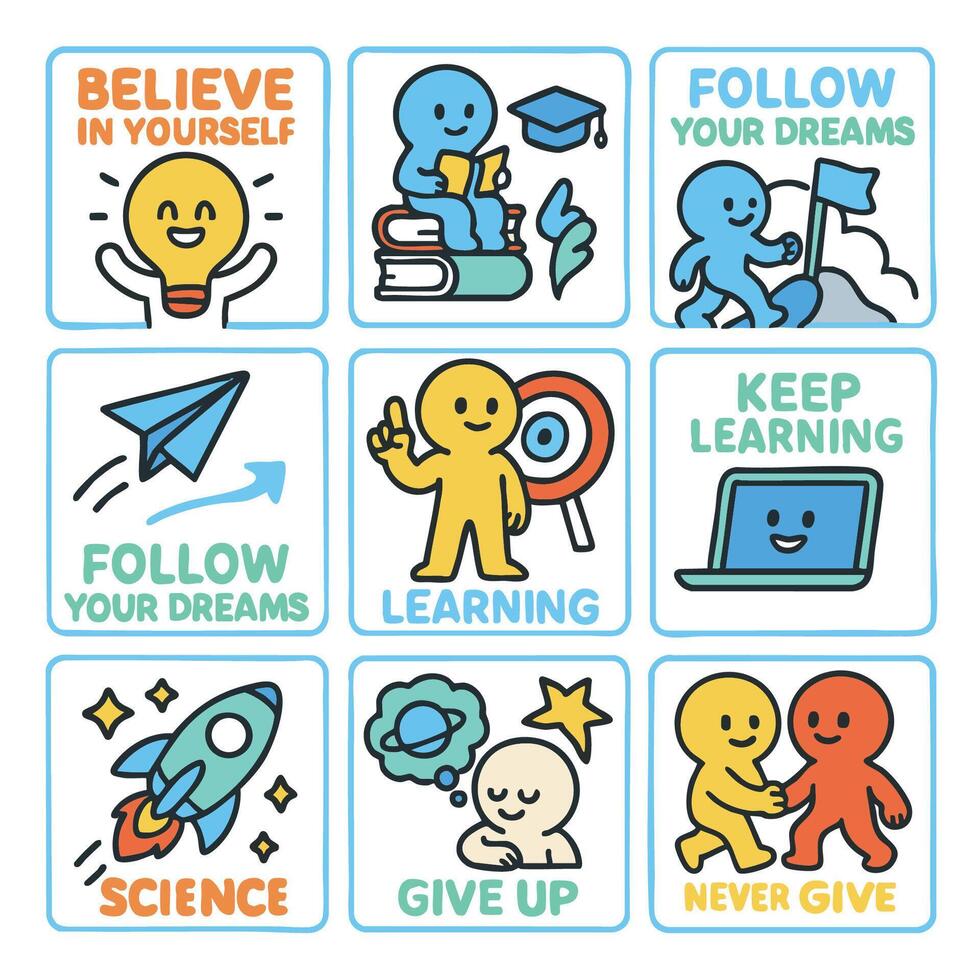 BELIEVE
IN YOURSELF
FOLLOW
YOUR DREAMS
FOLLOW
YOUR DREAMS
LEARNING
KEEP
LEARNING
SCIENCE
GIVE UP
NEVER GIVE